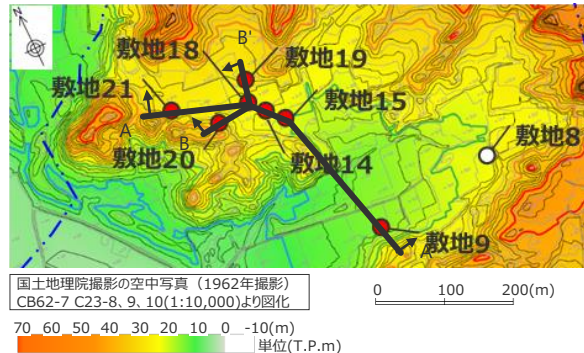 N
B'
敷地18
敷地19
敷地21
敷地15
A
B
敷地8
敷地20
敷地14
敷地9
A'
国土地理院撮影の空中写真（1962年撮影）
CB62-7 C23-8、9、10(1:10,000)より図化
0 100 200(m)
70 60 50 40 30 20 10 0 -10(m)
単位(T.P.m)